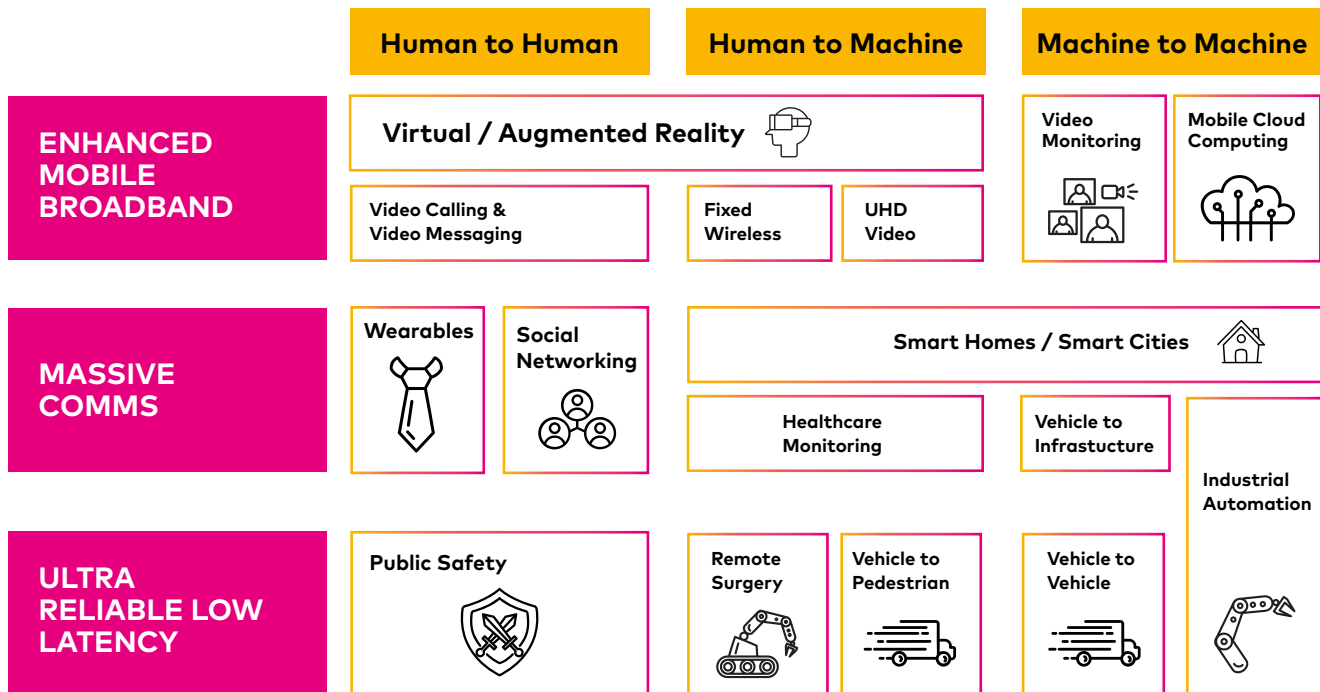 Human to Human
Human to Machine
Machine to Machine
ENHANCED
MOBILE
BROADBAND
Virtual / Augmented Reality
Video Calling &
Video Messaging
Fixed
Wireless
UHD
Video
Video
Monitoring
Mobile Cloud
Computing
MASSIVE
COMMS
Wearables
Social
Networking
Smart Homes / Smart Cities
Healthcare
Monitoring
Vehicle to
Infrastucture
Industrial
Automation
ULTRA
RELIABLE LOW
LATENCY
Public Safety
Remote
Surgery
Vehicle to
Pedestrian
Vehicle to
Vehicle